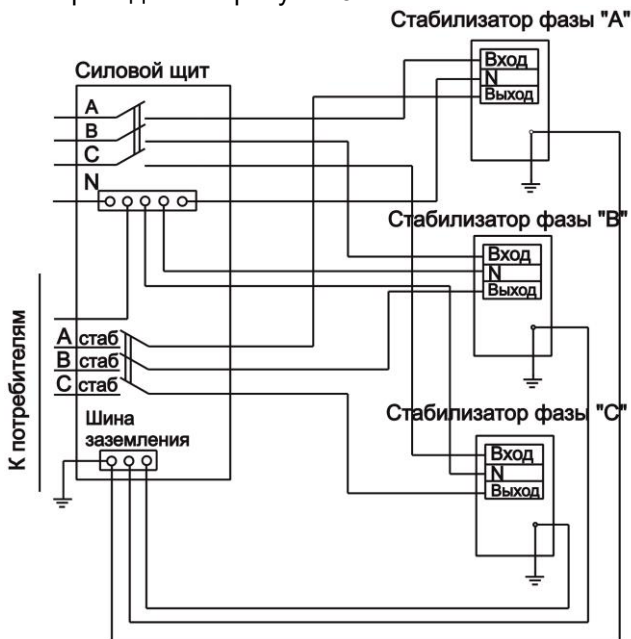 Стабилизатор фазы "А"
Силовой щит
Вход
N
Выход
A
B
C
N
Стабилизатор фазы "В"
Вход
N
Выход
К потребителям
А стаб
В стаб
С стаб
Стабилизатор фазы "С"
Шина
заземления
Вход
N
Выход